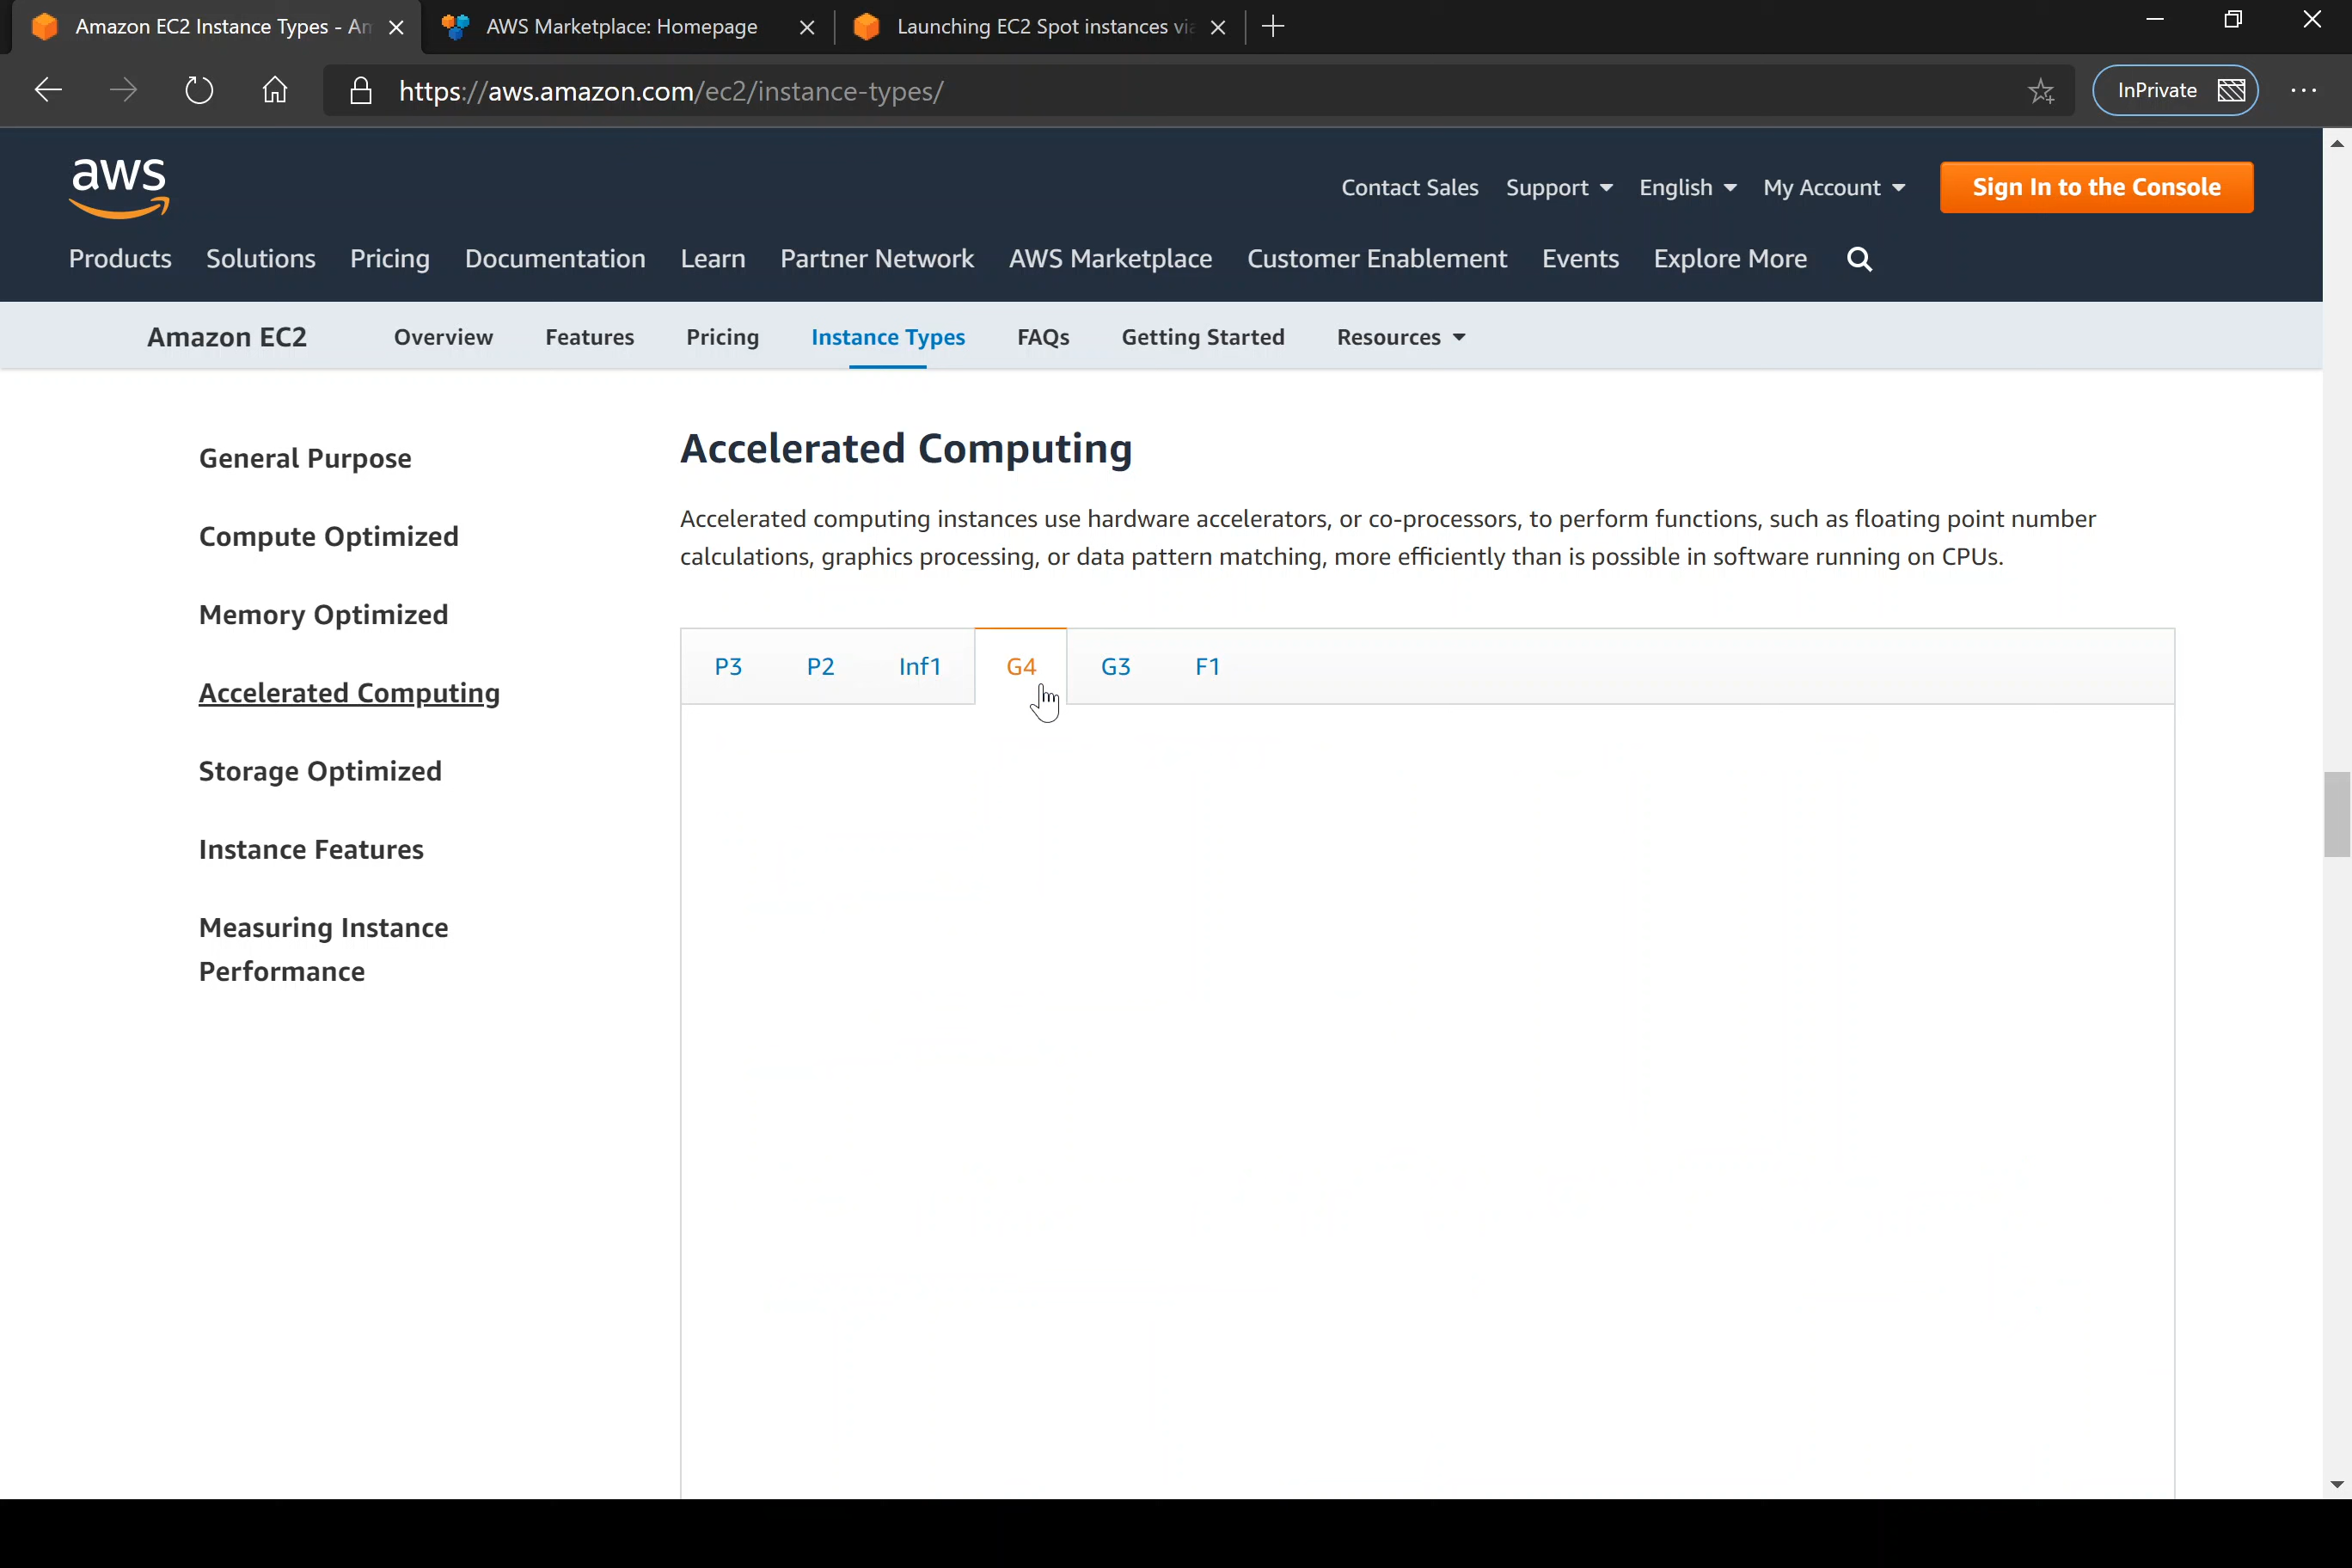 Amazon EC2 Instance Types - Am
AWS Marketplace: Homepage
Launching EC2 Spot instances via
https://aws.amazon.com/ec2/instance-types/
InPrivate
aws
Contact Sales
Support
English
My Account
Sign In to the Console
Products
Solutions
Pricing
Documentation
Learn
Partner Network
AWS Marketplace
Customer Enablement
Events
Explore More
Amazon EC2
Overview
Features
Pricing
Instance Types
FAQs
Getting Started
Resources
General Purpose
Compute Optimized
Memory Optimized
Accelerated Computing
Storage Optimized
Instance Features
Measuring Instance
Performance
Accelerated Computing
Accelerated computing instances use hardware accelerators, or co-processors, to perform functions, such as floating point number
calculations, graphics processing, or data pattern matching, more efficiently than is possible in software running on CPUs.
P3
P2
Inf1
G4
G3
F1